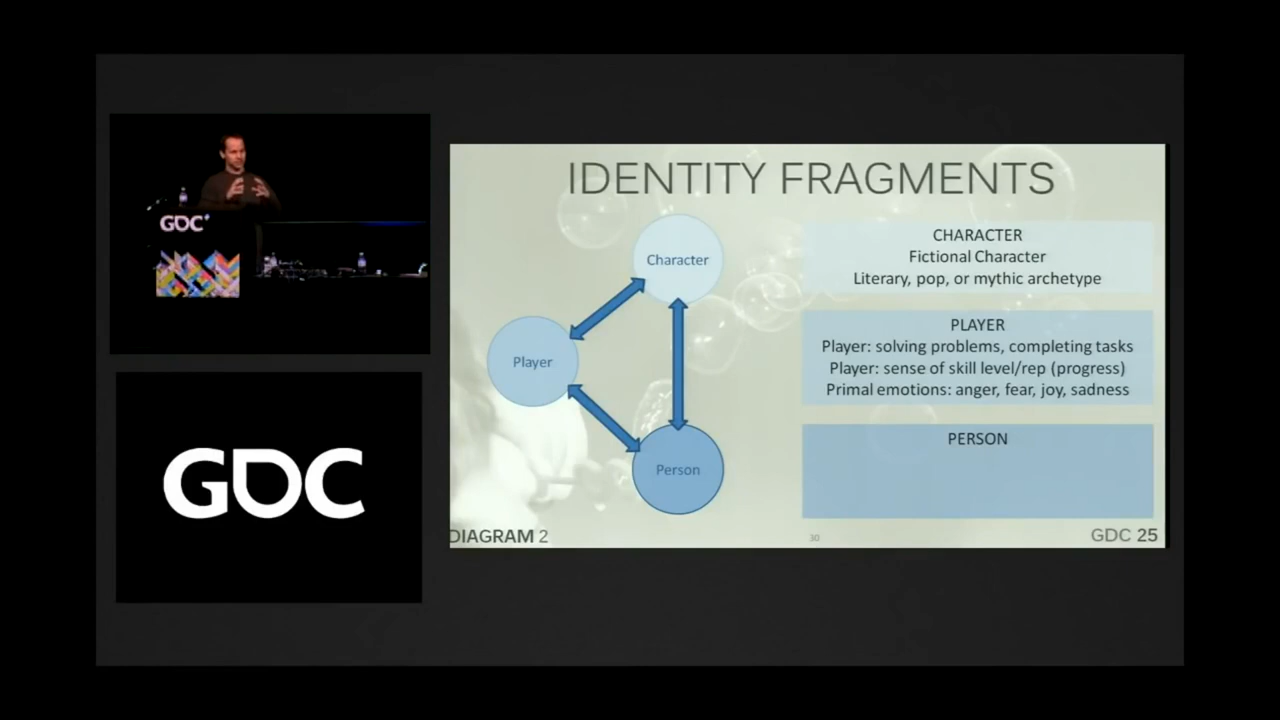 GDC
GDC
IDENTITY FRAGMENTS
Character
Player
Person
CHARACTER
Fictional Character
Literary, pop, or mythic archetype
PLAYER
Player: solving problems, completing tasks
Player: sense of skill level/rep (progress)
Primal emotions: anger, fear, joy, sadness
PERSON
DIAGRAM 2
30
GDC 25